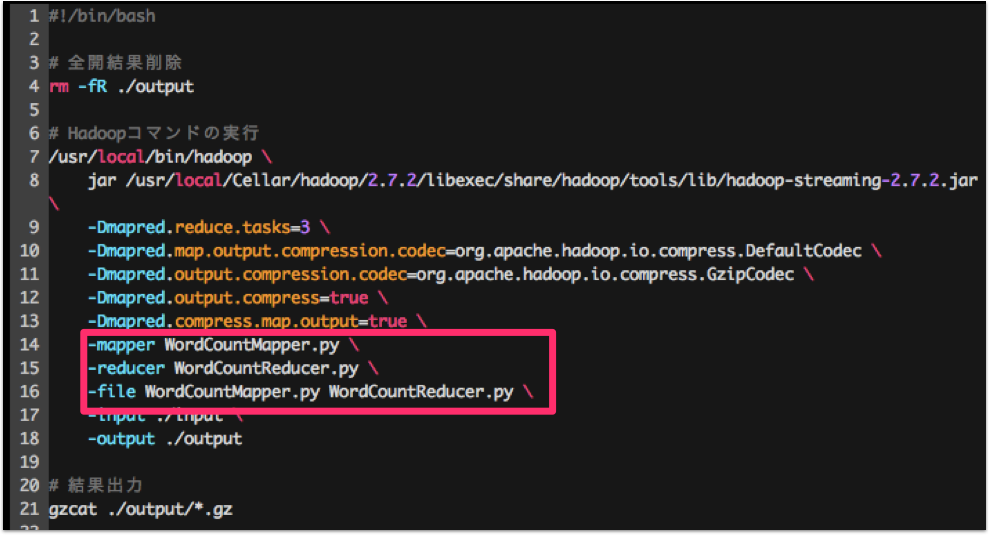 1 #!/bin/bash
2
3 # 全開結果削除
4 rm -fR ./output
5
6 # Hadoopコマンドの実行
7 /usr/local/bin/hadoop \
8 jar /usr/local/Cellar/hadoop/2.7.2/libexec/share/hadoop/tools/lib/hadoop-streaming-2.7.2.jar
\
9 -Dmapred.reduce.tasks=3 \
10 -Dmapred.map.output.compression.codec=org.apache.hadoop.io.compress.DefaultCodec \
11 -Dmapred.output.compression.codec=org.apache.hadoop.io.compress.GzipCodec \
12 -Dmapred.output.compress=true \
13 -Dmapred.compress.map.output=true \
14 -mapper WordCountMapper.py \
15 -reducer WordCountReducer.py \
16 -file WordCountMapper.py WordCountReducer.py \
17 -input ./input \
18 -output ./output
19
20 # 結果出力
21 gzcat ./output/*.gz
22